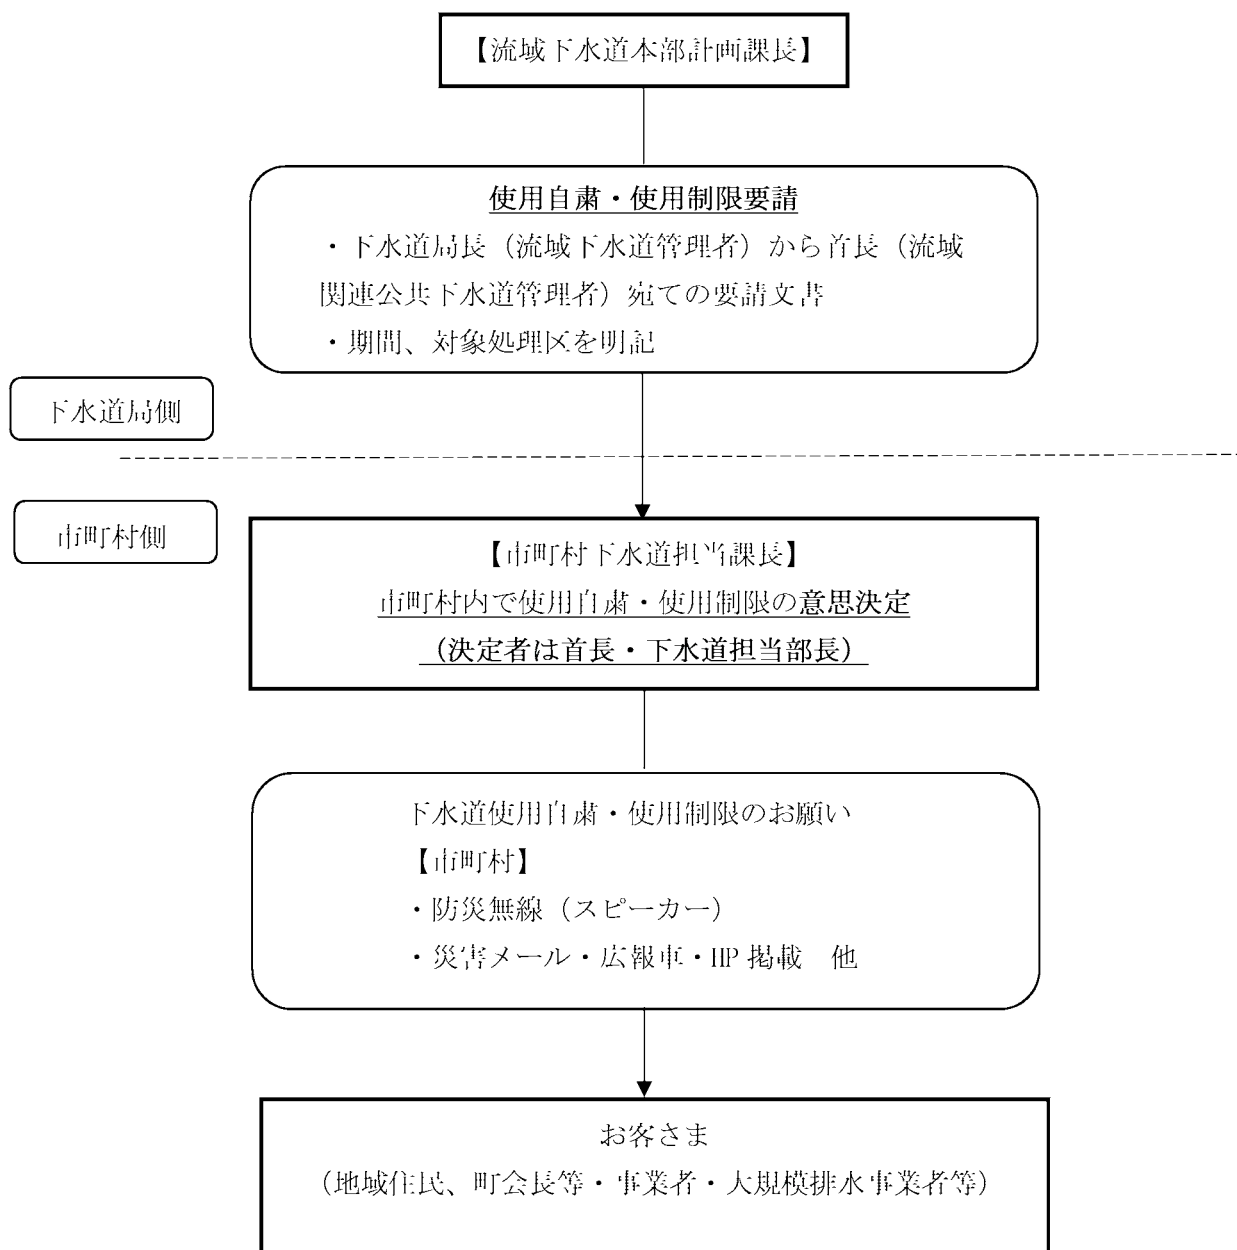 【流域下水道本部計画課長】
使用自粛・使用制限要請
・下水道局長（流域下水道管理者）から首長（流域
関連公共下水道管理者）宛ての要請文書
・期間、対象処理区を明記
下水道局側
市町村側
【市町村下水道担当課長】
市町村内で使用自粛・使用制限の意思決定
（決定者は首長・下水道担当部長）
下水道使用自粛・使用制限のお願い
【市町村】
・防災無線（スピーカー）
・災害メール・広報車・HP 掲載　他
お客さま
（地域住民、町会長等・事業者・大規模排水事業者等）